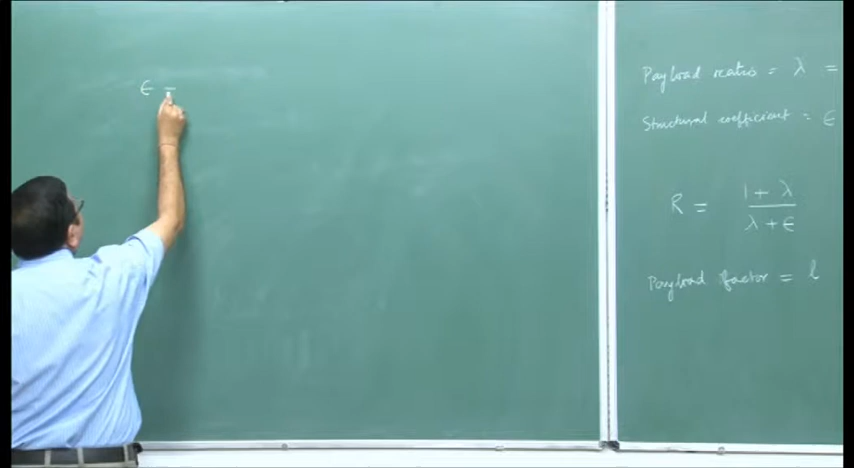 ϵ =
Payload ratio = λ =
Structural coefficient = ϵ
R = (1 + λ) / (λ + ϵ)
Payload factor = l